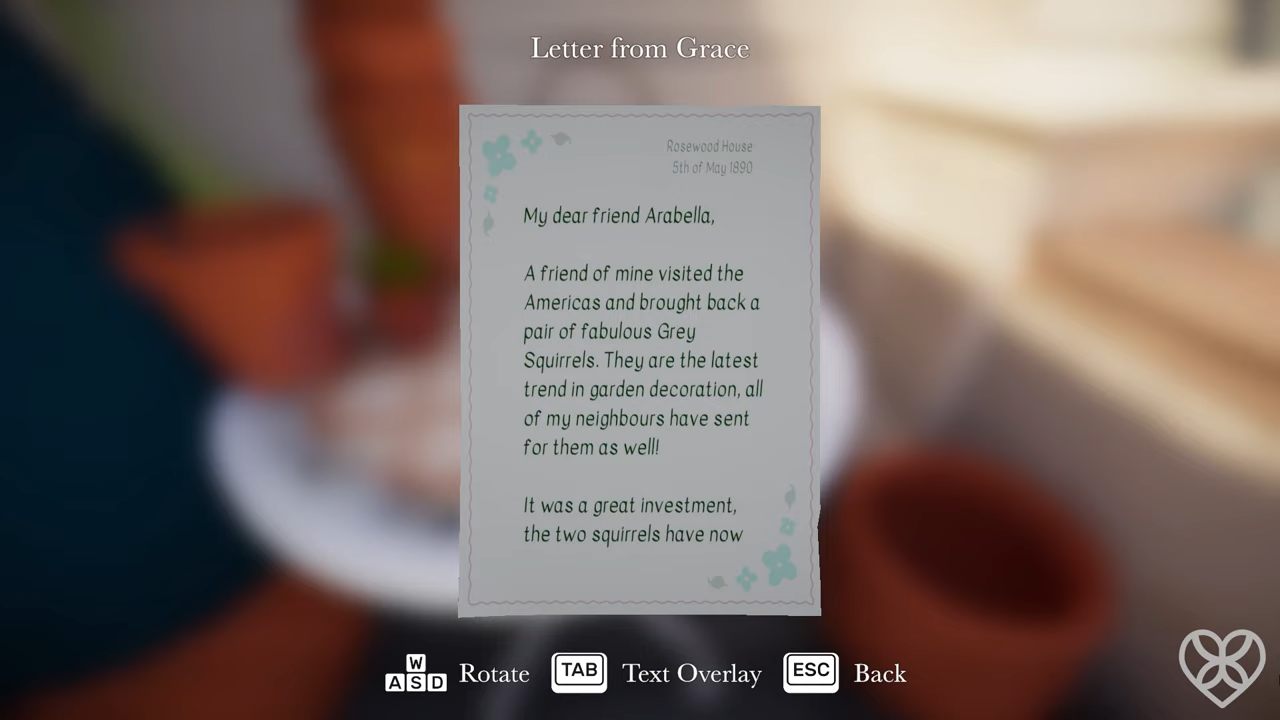 Letter from Grace
Rosewood House
5th of May 1890
My dear friend Arabella,
A friend of mine visited the
Americas and brought back a
pair of fabulous Grey
Squirrels. They are the latest
trend in garden decoration, all
of my neighbours have sent
for them as well!
It was a great investment,
the two squirrels have now
W
A S D Rotate TAB Text Overlay ESC Back